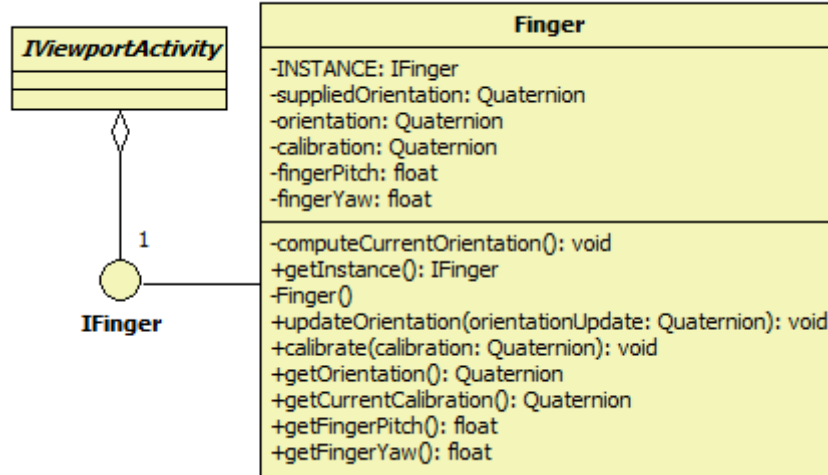 IViewportActivity
1
IFinger
Finger
-INSTANCE: IFinger
-suppliedOrientation: Quaternion
-orientation: Quaternion
-calibration: Quaternion
-fingerPitch: float
-fingerYaw: float
-computeCurrentOrientation(): void
+getInstance(): IFinger
-Finger()
+updateOrientation(orientationUpdate: Quaternion): void
+calibrate(calibration: Quaternion): void
+getOrientation(): Quaternion
+getCurrentCalibration(): Quaternion
+getFingerPitch(): float
+getFingerYaw(): float